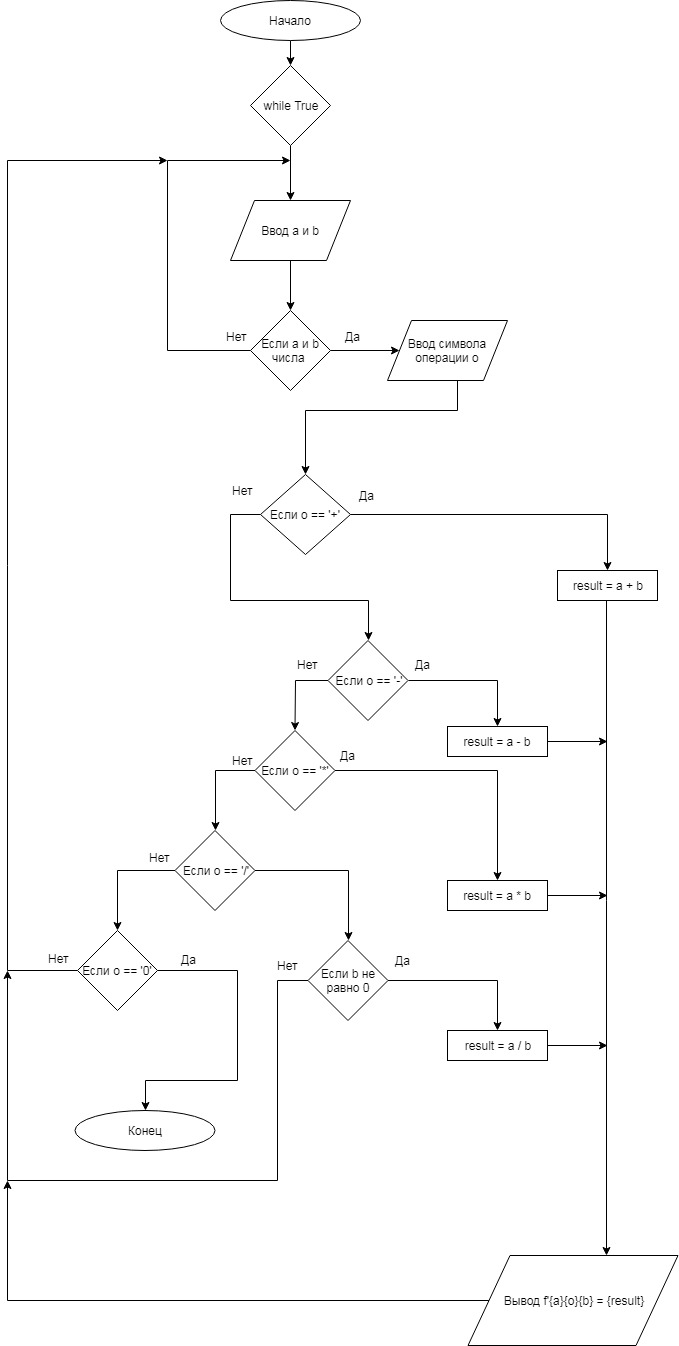 Начало
while True
Ввод a и b
Нет
Да
Если a и b
числа
Ввод символа
операции o
Нет
Да
Если o == '+'
result = a + b
Нет
Да
Если o == '-'
result = a - b
Нет
Да
Если o == '*'
Нет
Если o == '/'
result = a * b
Нет
Да
Если o == '0'
Нет
Да
Если b не
равно 0
result = a / b
Конец
Вывод f'{a}{o}{b} = {result}